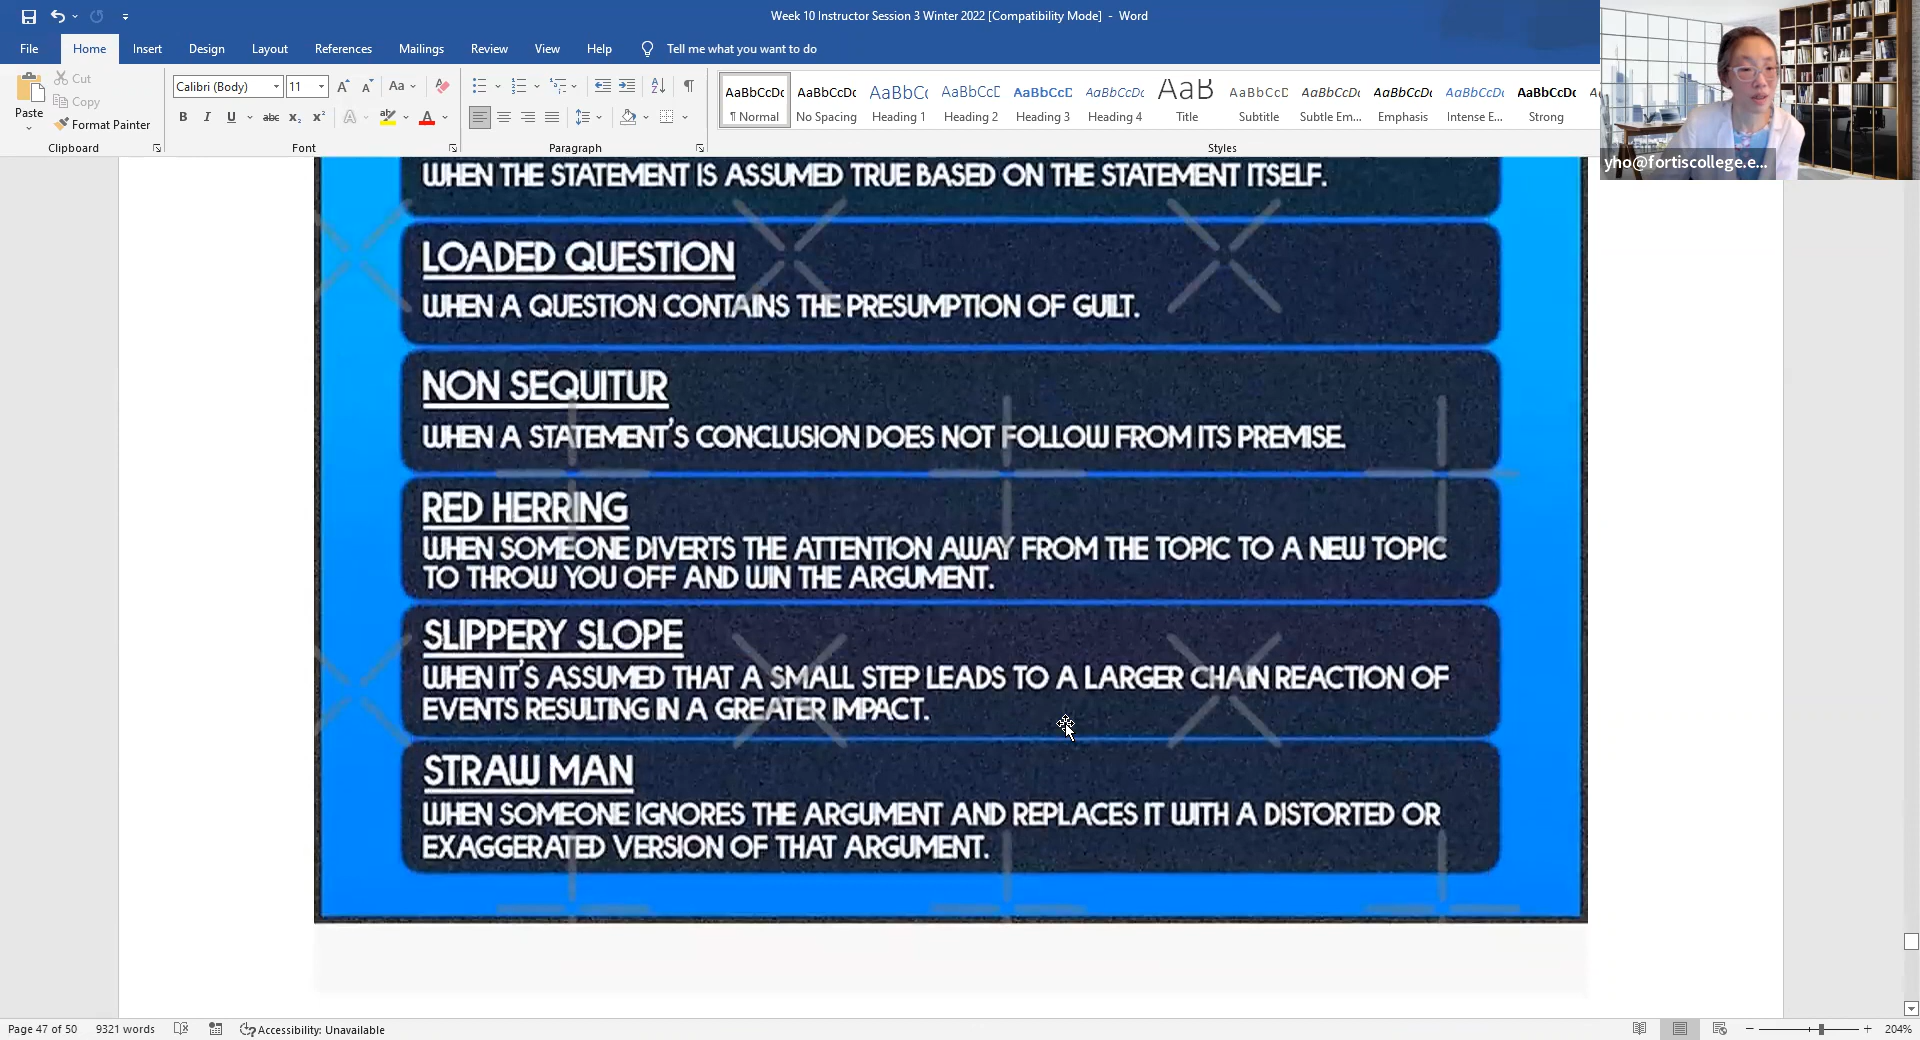 Week 10 Instructor Session 3 Winter 2022 [Compatibility Mode] - Word
File Home Insert Design Layout References Mailings Review View Help Tell me what you want to do
Paste
Cut
Copy
Format Painter
Clipboard
Calibri (Body) 11
Font
Paragraph
AaBbCcDc AaBbCcDc AaBbC AaBbCcE AaBbCcD AaBbCcDc AaB AaBbCcD AaBbCcDc AaBbCcDc AaBbCcDc AaBbCcDc
¶ Normal No Spacing Heading 1 Heading 2 Heading 3 Heading 4 Title Subtitle Subtle Em... Emphasis Intense E... Strong
Styles
yho@fortiscollege.e...
WHEN THE STATEMENT IS ASSUMED TRUE BASED ON THE STATEMENT ITSELF.
LOADED QUESTION
WHEN A QUESTION CONTAINS THE PRESUMPTION OF GUILT.
NON SEQUITUR
WHEN A STATEMENT'S CONCLUSION DOES NOT FOLLOW FROM ITS PREMISE.
RED HERRING
WHEN SOMEONE DIVERTS THE ATTENTION AWAY FROM THE TOPIC TO A NEW TOPIC
TO THROW YOU OFF AND WIN THE ARGUMENT.
SLIPPERY SLOPE
WHEN IT'S ASSUMED THAT A SMALL STEP LEADS TO A LARGER CHAIN REACTION OF
EVENTS RESULTING IN A GREATER IMPACT.
STRAW MAN
WHEN SOMEONE IGNORES THE ARGUMENT AND REPLACES IT WITH A DISTORTED OR
EXAGGERATED VERSION OF THAT ARGUMENT.
Page 47 of 50 9321 words Accessibility: Unavailable 204%